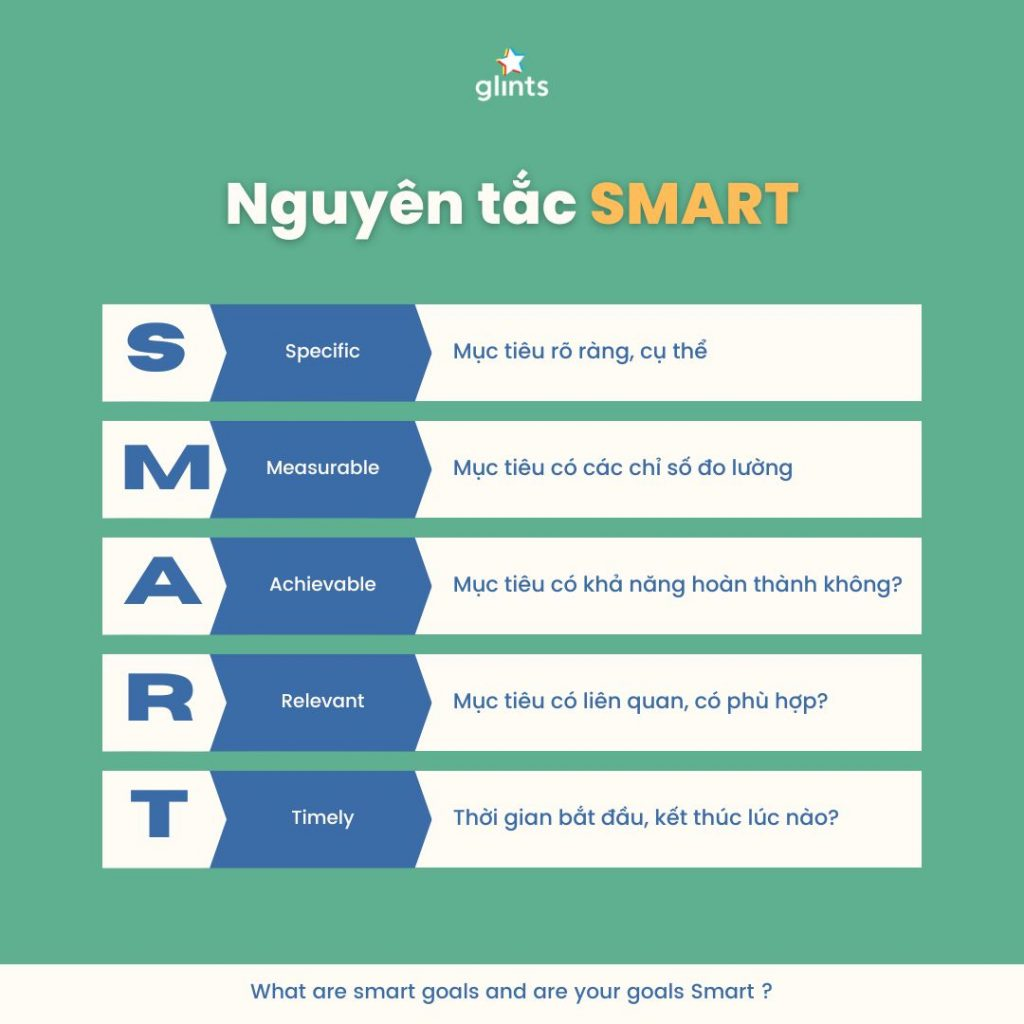 glints
Nguyên tắc SMART
S
Specific
Mục tiêu rõ ràng, cụ thể
M
Measurable
Mục tiêu có các chỉ số đo lường
A
Achievable
Mục tiêu có khả năng hoàn thành không?
R
Relevant
Mục tiêu có liên quan, có phù hợp?
T
Timely
Thời gian bắt đầu, kết thúc lúc nào?
What are smart goals and are your goals Smart ?